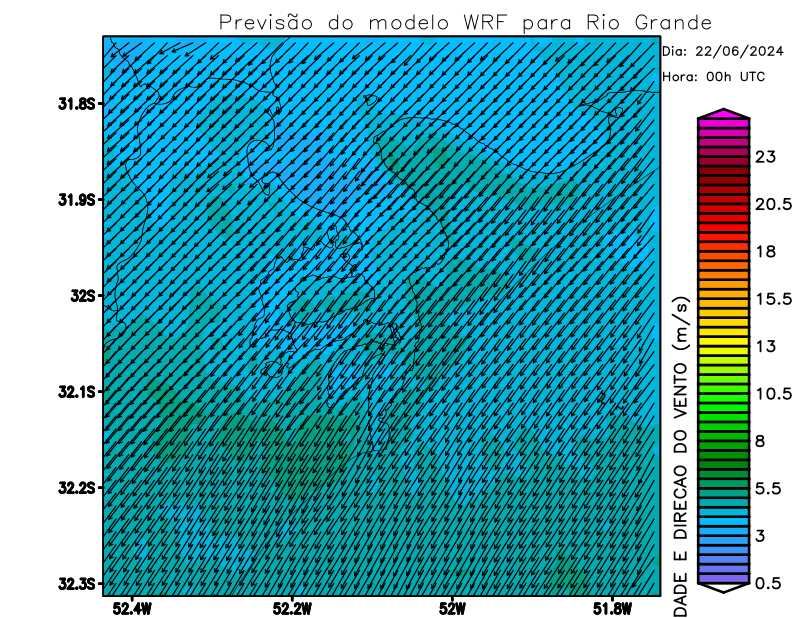 Previsão do modelo WRF para Rio Grande
Dia: 22/06/2024
Hora: 00h UTC
31.8S
31.9S
32S
32.1S
32.2S
32.3S
52.4W
52.2W
52W
51.8W
DADE E DIRECAO DO VENTO (m/s)
23
20.5
18
15.5
13
10.5
8
5.5
3
0.5